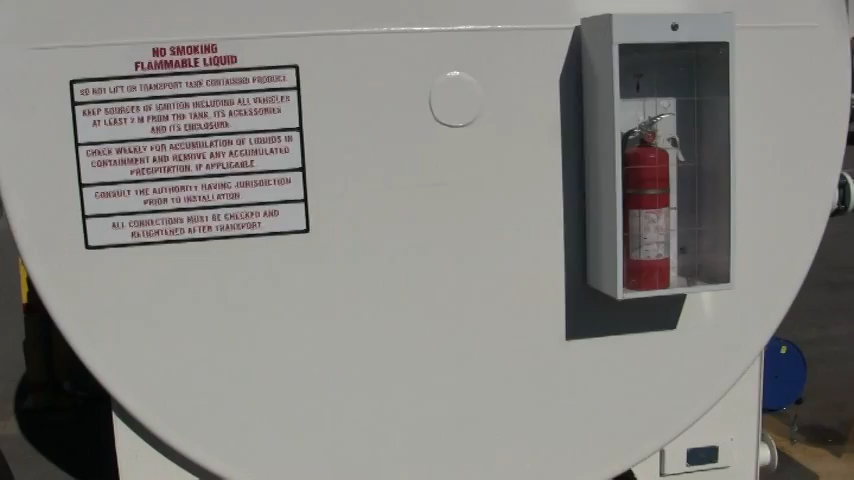 NO SMOKING
FLAMMABLE LIQUID
DO NOT LIFT OR TRANSPORT TANK CONTAINING PRODUCT
KEEP SOURCES OF IGNITION INCLUDING ALL VEHICLES
AT LEAST 7 M FROM THE TANK, ITS ACCESSORIES
AND ITS ENCLOSURE
CHECK WEEKLY FOR ACCUMULATION OF LIQUIDS IN
CONTAINMENT AND REMOVE ANY ACCUMULATED
PRECIPITATION, IF APPLICABLE
CONSULT THE AUTHORITY HAVING JURISDICTION
PRIOR TO INSTALLATION
ALL CONNECTIONS MUST BE CHECKED AND
RETIGHTENED AFTER TRANSPORT